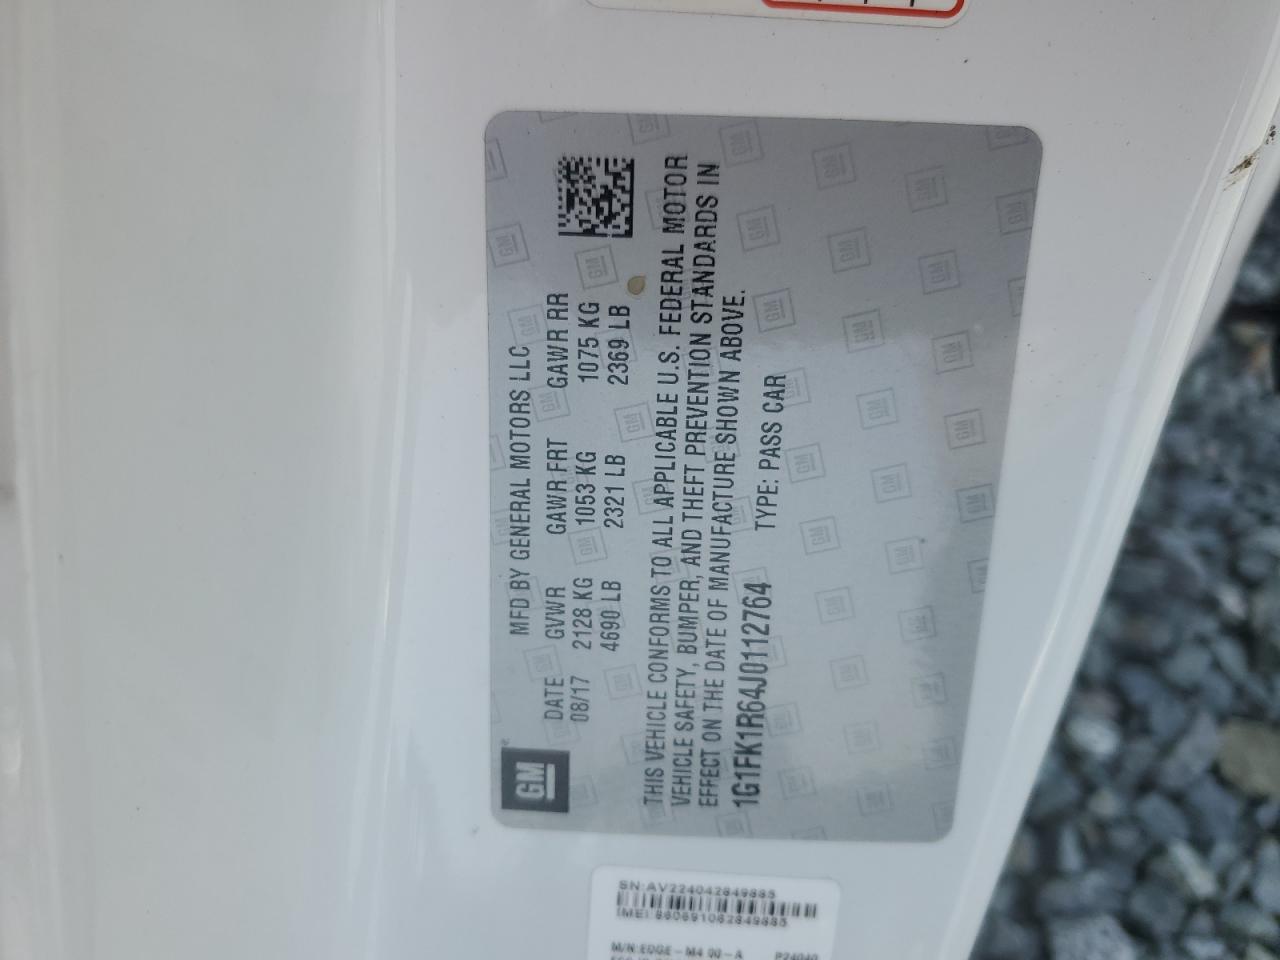 GM
MFD BY GENERAL MOTORS LLC
DATE GVWR GAWR FRT GAWR RR
08/17 2128 KG 1053 KG 1075 KG
4690 LB 2321 LB 2369 LB
THIS VEHICLE CONFORMS TO ALL APPLICABLE U.S. FEDERAL MOTOR
VEHICLE SAFETY, BUMPER, AND THEFT PREVENTION STANDARDS IN
EFFECT ON THE DATE OF MANUFACTURE SHOWN ABOVE.
1G1FK1R64J0112764 TYPE: PASS CAR
SN:AV224042849885
IMEI:860691062849885
M/N:EDGE-M4.00-A P24040